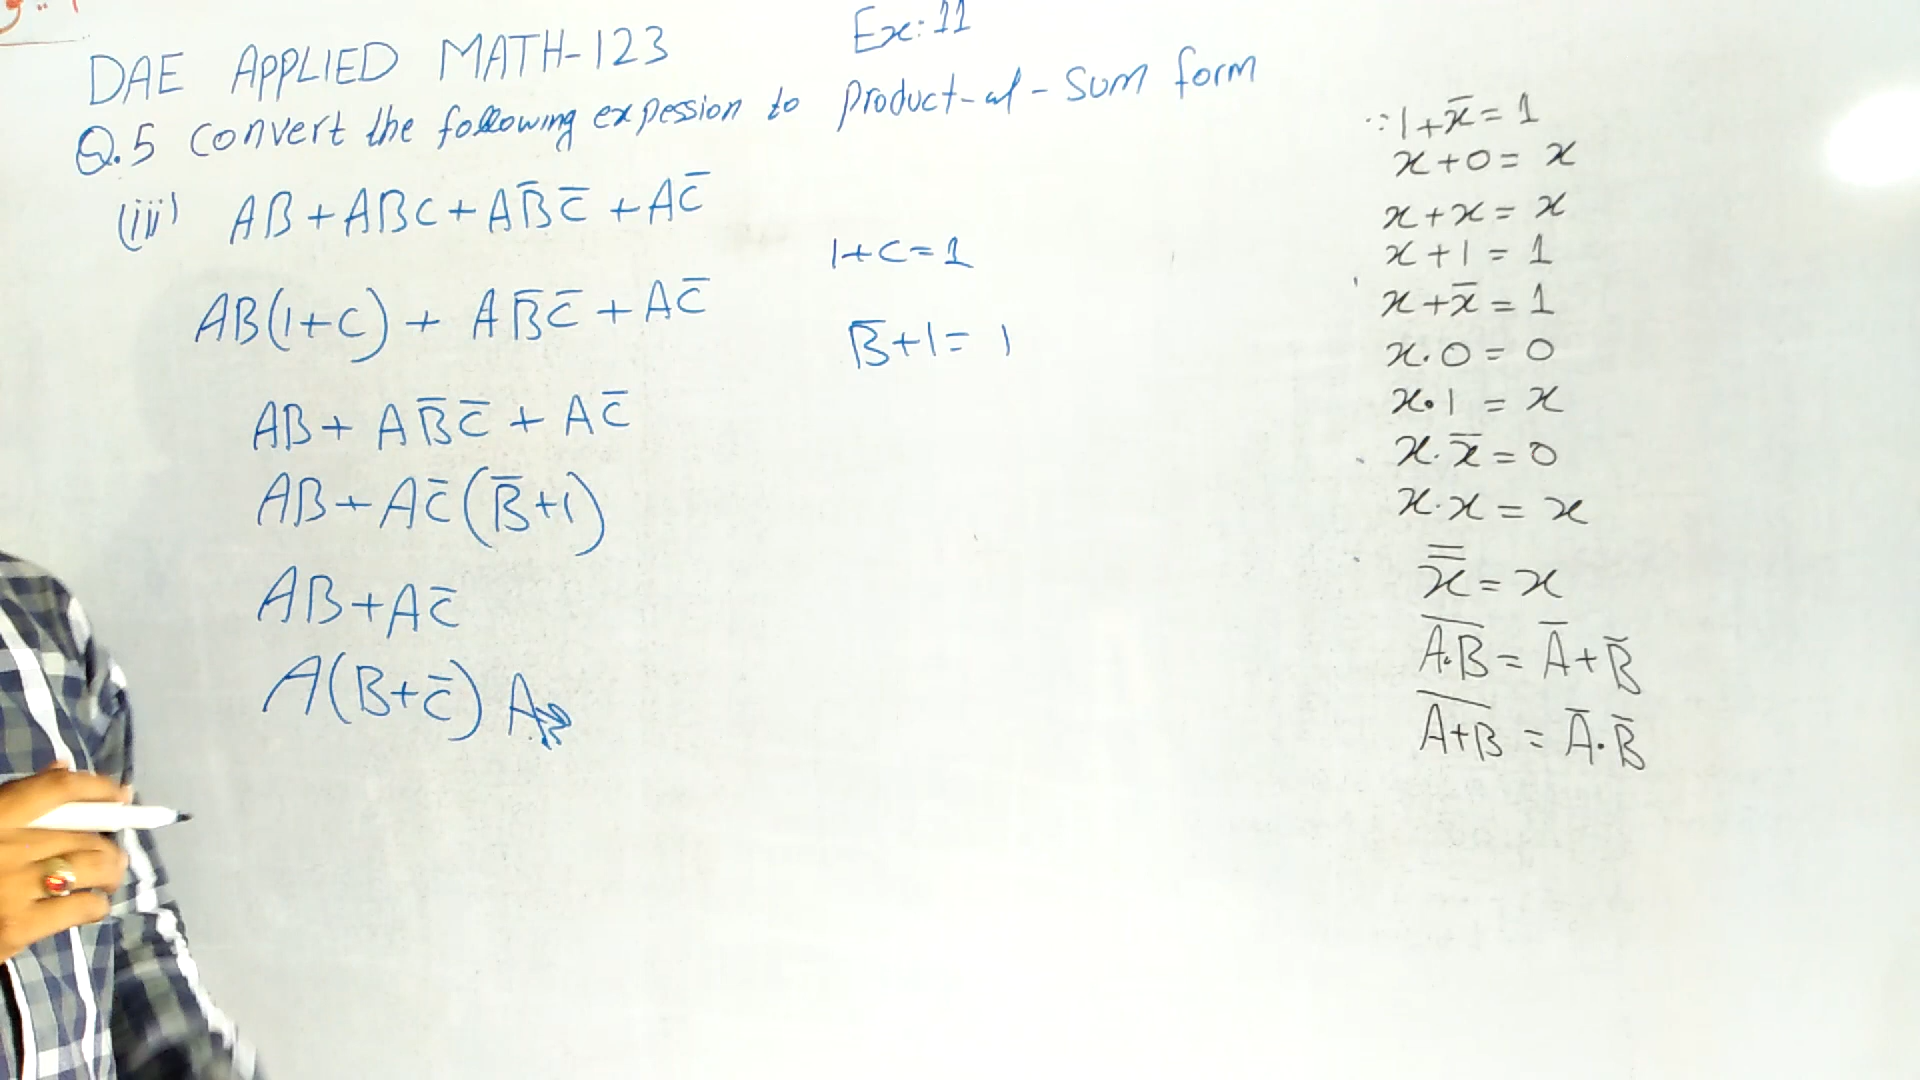 DAE APPLIED MATH-123 Ex: 11
Q.5 Convert the following expession to product-of-sum form
(iii) AB + ABC + AB̅C̅ + AC̅
AB(1+C) + AB̅C̅ + AC̅
1+C=1
B̅+1= 1
AB + AB̅C̅ + AC̅
AB + AC̅(B̅+1)
AB + AC̅
A(B+C̅) Ans
∵ 1+x̅ = 1
x+0 = x
x+x = x
x+1 = 1
x+x̅ = 1
x.0 = 0
x.1 = x
x.x̅ = 0
x.x = x
x̿ = x
A̅.̅B̅ = A̅+B̅
A̅+̅B̅ = A̅.B̅